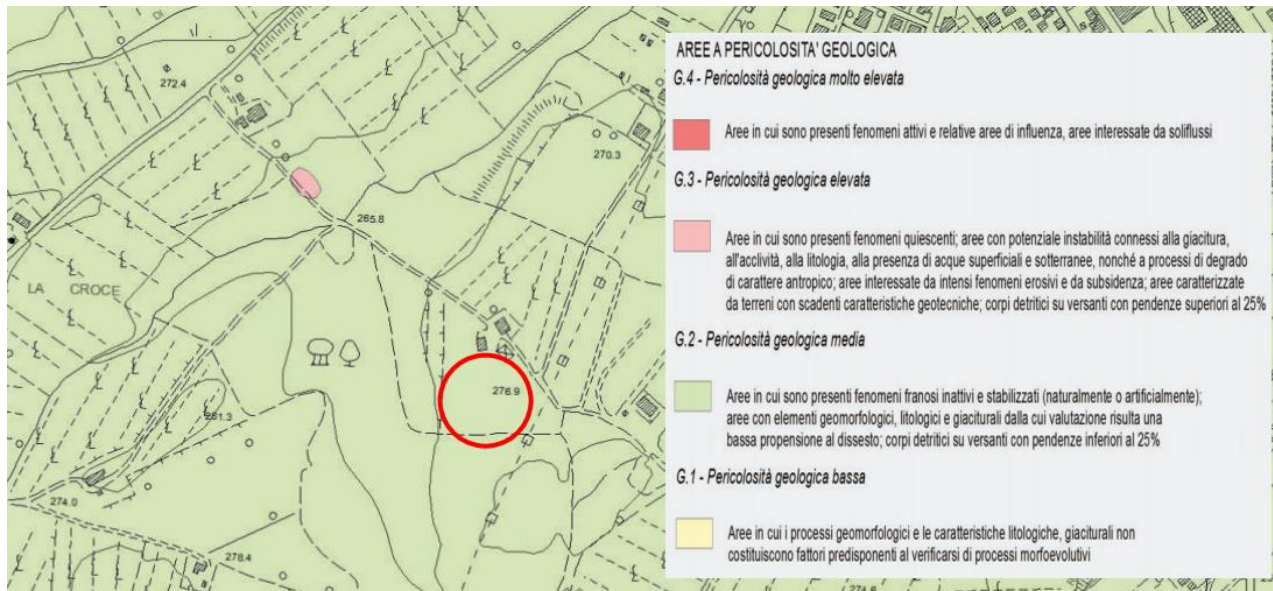 272.4
270.3
265.8
LA CROCE
276.9
281.3
274.0
278.4
274.6
AREE A PERICOLOSITA' GEOLOGICA
G.4 - Pericolosità geologica molto elevata
Aree in cui sono presenti fenomeni attivi e relative aree di influenza, aree interessate da soliflussi
G.3 - Pericolosità geologica elevata
Aree in cui sono presenti fenomeni quiescenti; aree con potenziale instabilità connessi alla giacitura,
all'acclività, alla litologia, alla presenza di acque superficiali e sotterranee, nonché a processi di degrado
di carattere antropico; aree interessate da intensi fenomeni erosivi e da subsidenza; aree caratterizzate
da terreni con scadenti caratteristiche geotecniche; corpi detritici su versanti con pendenze superiori al 25%
G.2 - Pericolosità geologica media
Aree in cui sono presenti fenomeni franosi inattivi e stabilizzati (naturalmente o artificialmente);
aree con elementi geomorfologici, litologici e giaciturali dalla cui valutazione risulta una
bassa propensione al dissesto; corpi detritici su versanti con pendenze inferiori al 25%
G.1 - Pericolosità geologica bassa
Aree in cui i processi geomorfologici e le caratteristiche litologiche, giaciturali non
costituiscono fattori predisponenti al verificarsi di processi morfoevolutivi